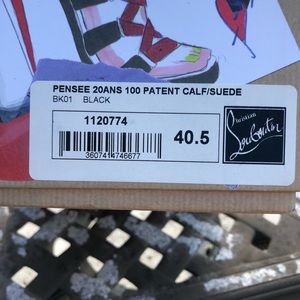 PENSEE 20ANS 100 PATENT CALF/SUEDE
BK01 BLACK
1120774
40.5
3607414746677
Christian
Louboutin